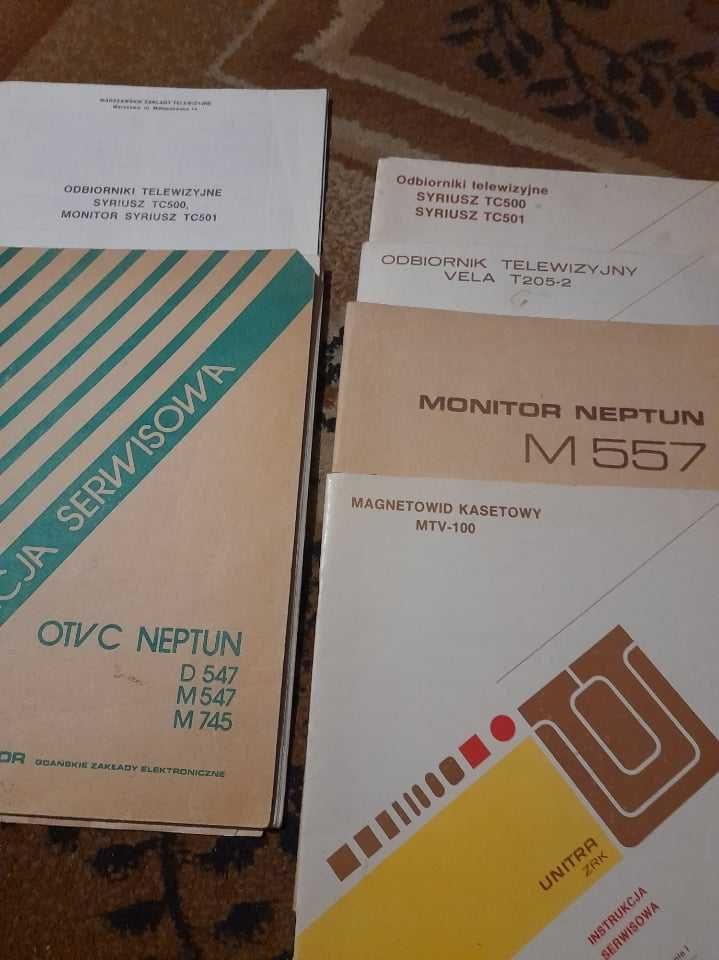 WARSZAWSKIE ZAKŁADY TELEWIZYJNE
ODBIORNIKI TELEWIZYJNE
SYRIUSZ TC500,
MONITOR SYRIUSZ TC501
CJA SERWISOWA
OTVC NEPTUN
D 547
M 547
M 745
OR GDAŃSKIE ZAKŁADY ELEKTRONICZNE
Odbiorniki telewizyjne
SYRIUSZ TC500
SYRIUSZ TC501
ODBIORNIK TELEWIZYJNY
VELA T205-2
MONITOR NEPTUN
M 557
MAGNETOWID KASETOWY
MTV-100
UNITRA
ZRK
INSTRUKCJA
SERWISOWA